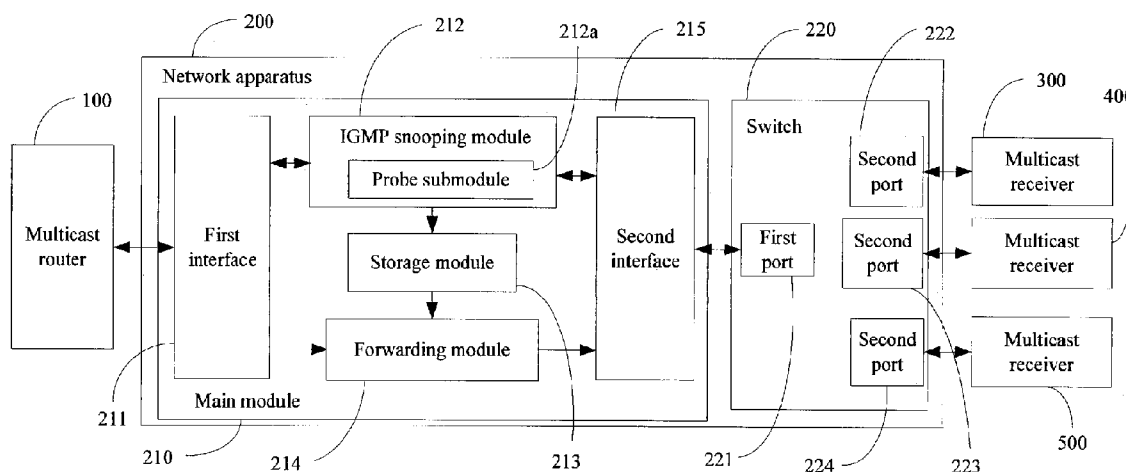 200
212
212a
215
220
222
Network apparatus
300
400
100
IGMP snooping module
Probe submodule
Switch
Second
port
Multicast
receiver
Multicast
router
First
interface
Storage module
Second
interface
First
port
Second
port
Multicast
receiver
Forwarding module
Second
port
Multicast
receiver
Main module
211
210
214
213
221
224
223
500